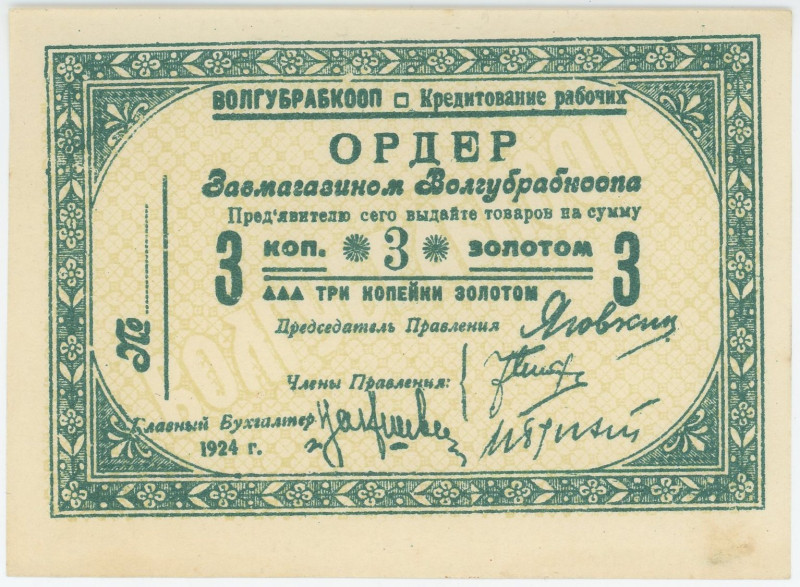 ВОЛГУБРАБКООП □ Кредитование рабочих
ОРДЕР
Завмагазином Волгубрабкоопа
Пред'явителю сего выдайте товаров на сумму
3 КОП. 3 ЗОЛОТОМ 3
ТРИ КОПЕЙКИ ЗОЛОТОМ
№
Председатель Правления
Члены Правления:
Главный Бухгалтер
1924 г.